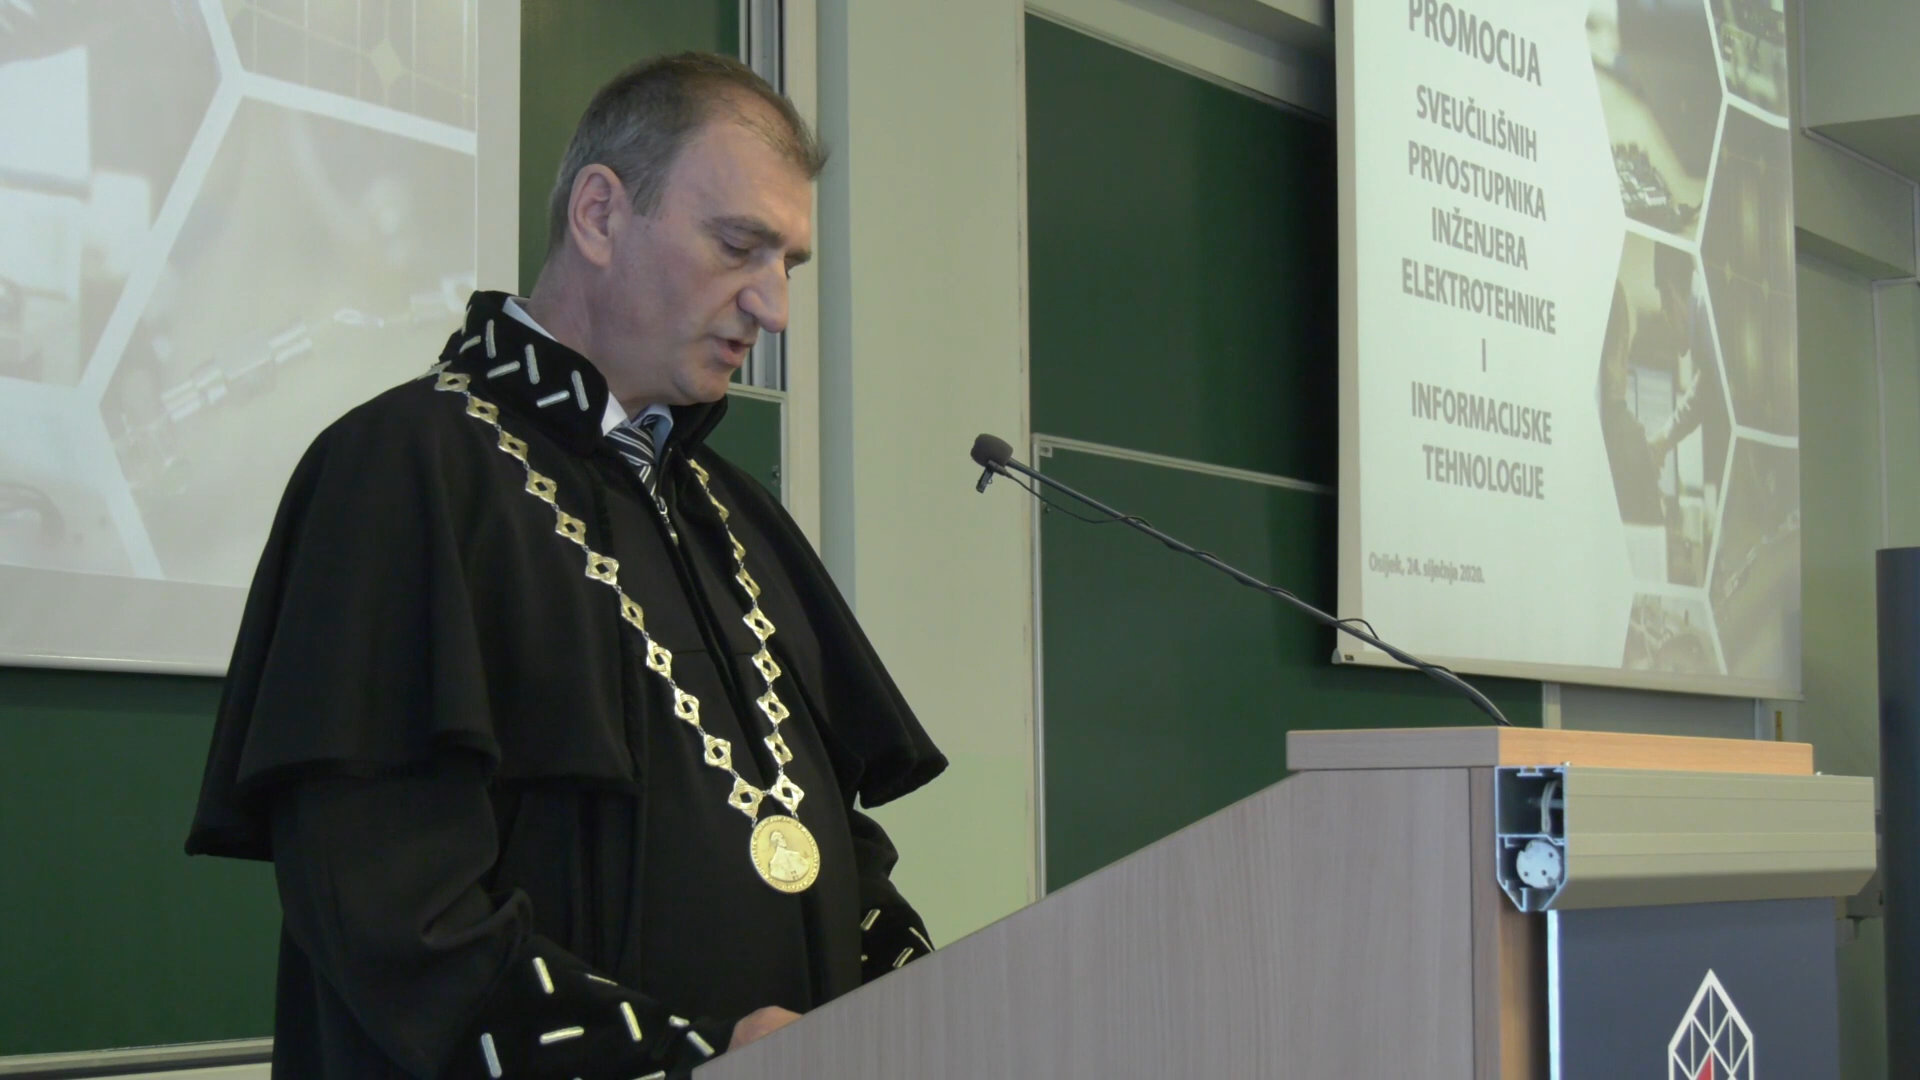 PROMOCIJA
SVEUČILIŠNIH
PRVOSTUPNIKA
INŽENJERA
ELEKTROTEHNIKE
I
INFORMACIJSKE
TEHNOLOGIJE
Osijek, 24. siječnja 2020.